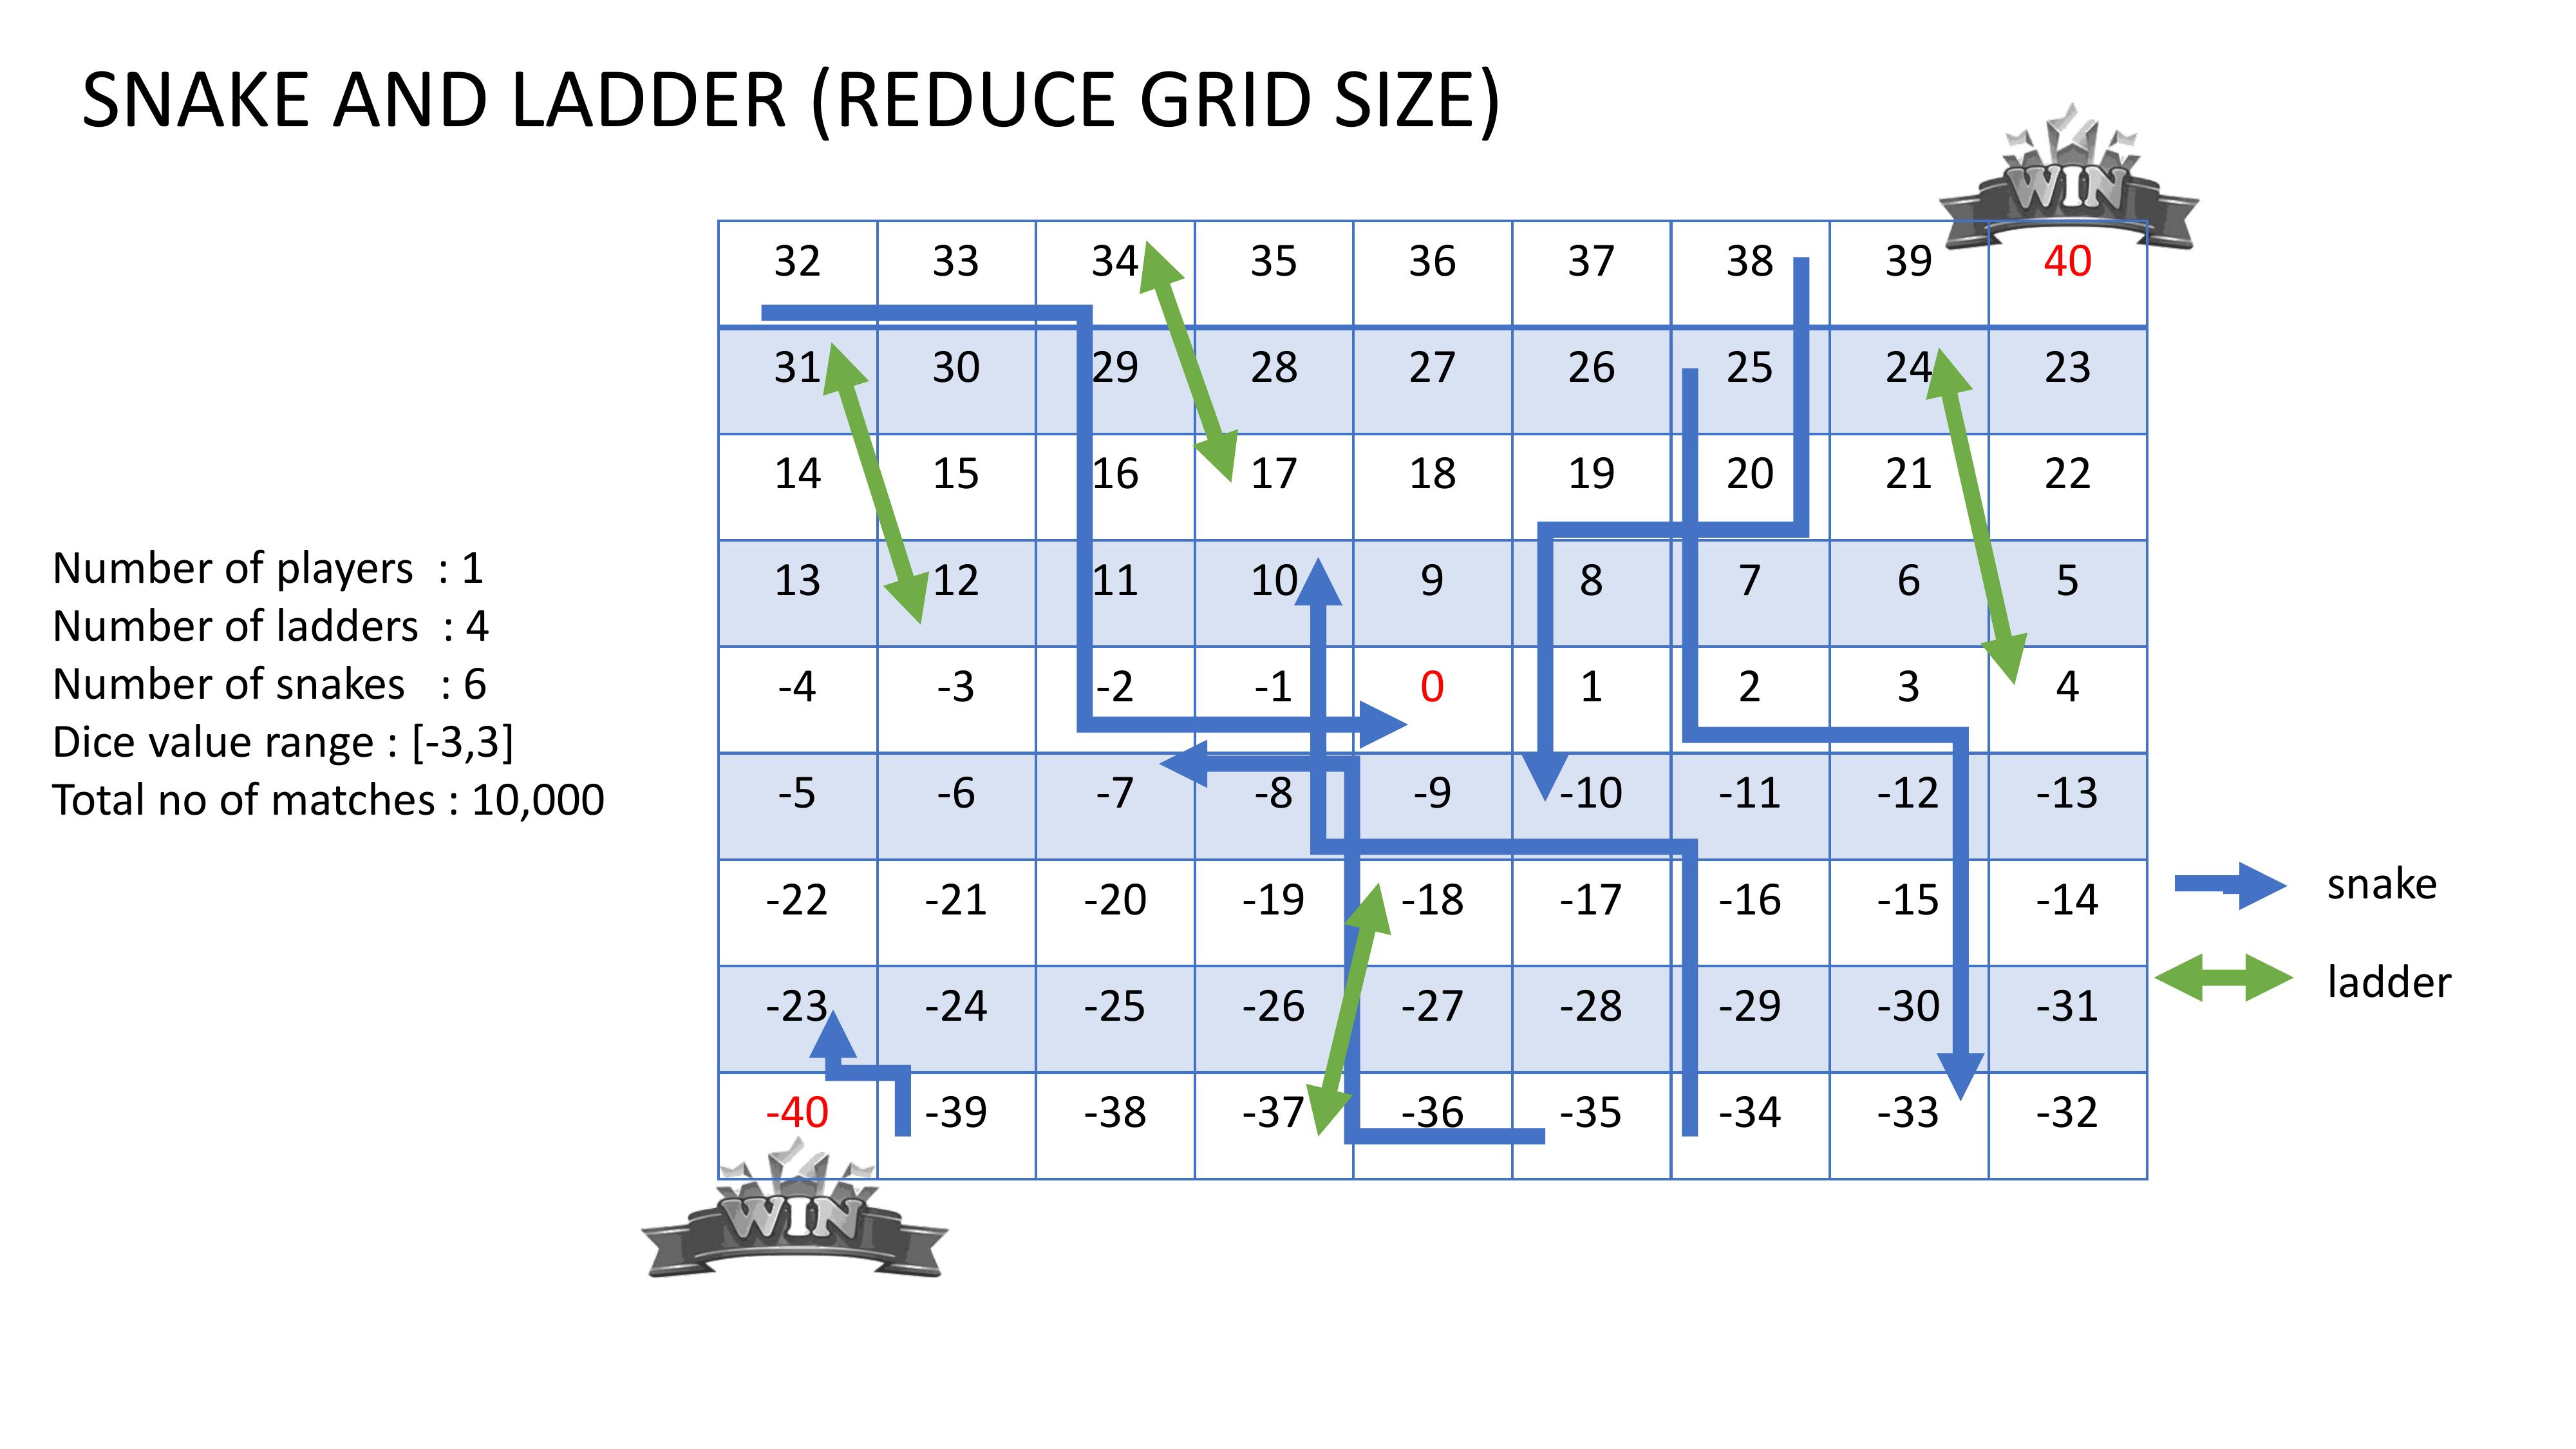 SNAKE AND LADDER (REDUCE GRID SIZE)
WIN
32 33 34 35 36 37 38 39 40
31 30 29 28 27 26 25 24 23
14 15 16 17 18 19 20 21 22
13 12 11 10 9 8 7 6 5
-4 -3 -2 -1 0 1 2 3 4
-5 -6 -7 -8 -9 -10 -11 -12 -13
-22 -21 -20 -19 -18 -17 -16 -15 -14
-23 -24 -25 -26 -27 -28 -29 -30 -31
-40 -39 -38 -37 -36 -35 -34 -33 -32
WIN
Number of players : 1
Number of ladders : 4
Number of snakes : 6
Dice value range : [-3,3]
Total no of matches : 10,000
snake
ladder